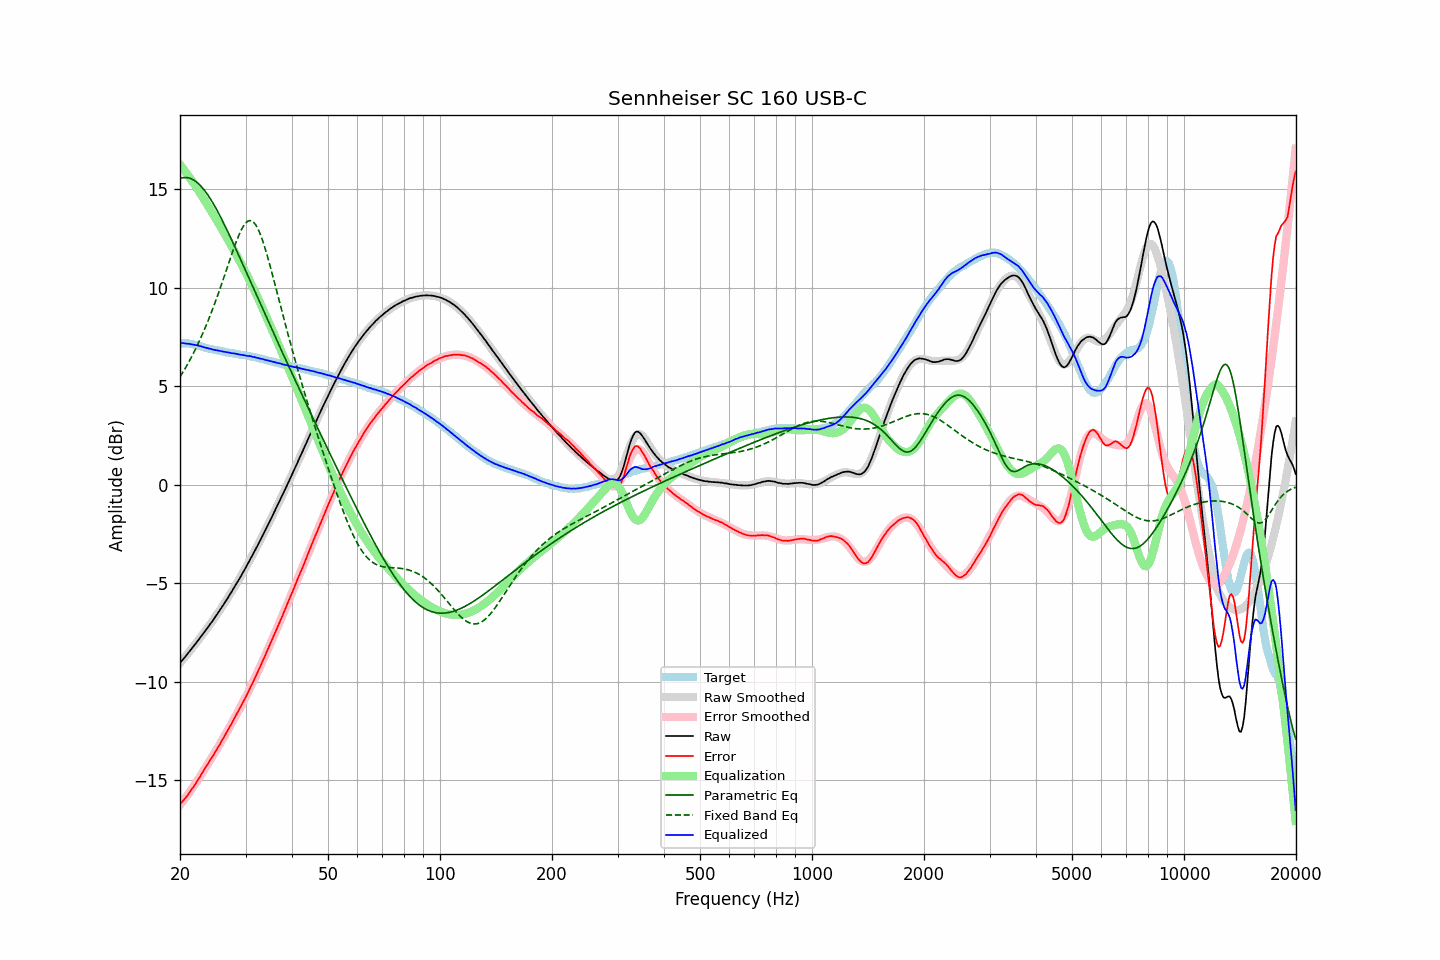 Sennheiser SC 160 USB-C
Amplitude (dBr)
15
10
5
0
−5
−10
−15
Target
Raw Smoothed
Error Smoothed
Raw
Error
Equalization
Parametric Eq
Fixed Band Eq
Equalized
20 50 100 200 500 1000 2000 5000 10000 20000
Frequency (Hz)